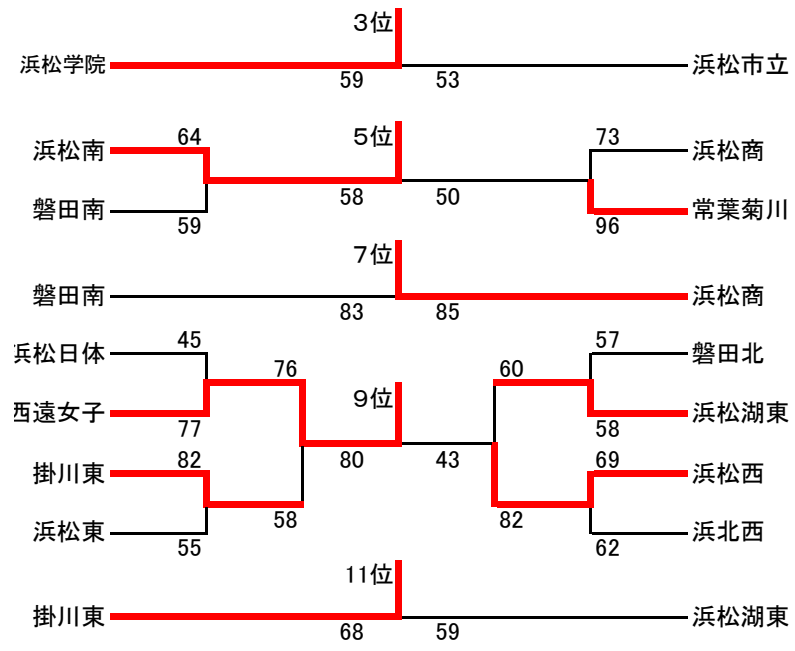 3位
浜松学院 浜松市立
59 53
64 5位 73
浜松南 浜松商
58 50
磐田南 常葉菊川
59 96
7位
磐田南 浜松商
83 85
45 57
浜松日体 磐田北
76 60
9位
西遠女子 浜松湖東
77 58
80 43
82 69
掛川東 浜松西
58 82
浜松東 浜北西
55 62
11位
掛川東 浜松湖東
68 59